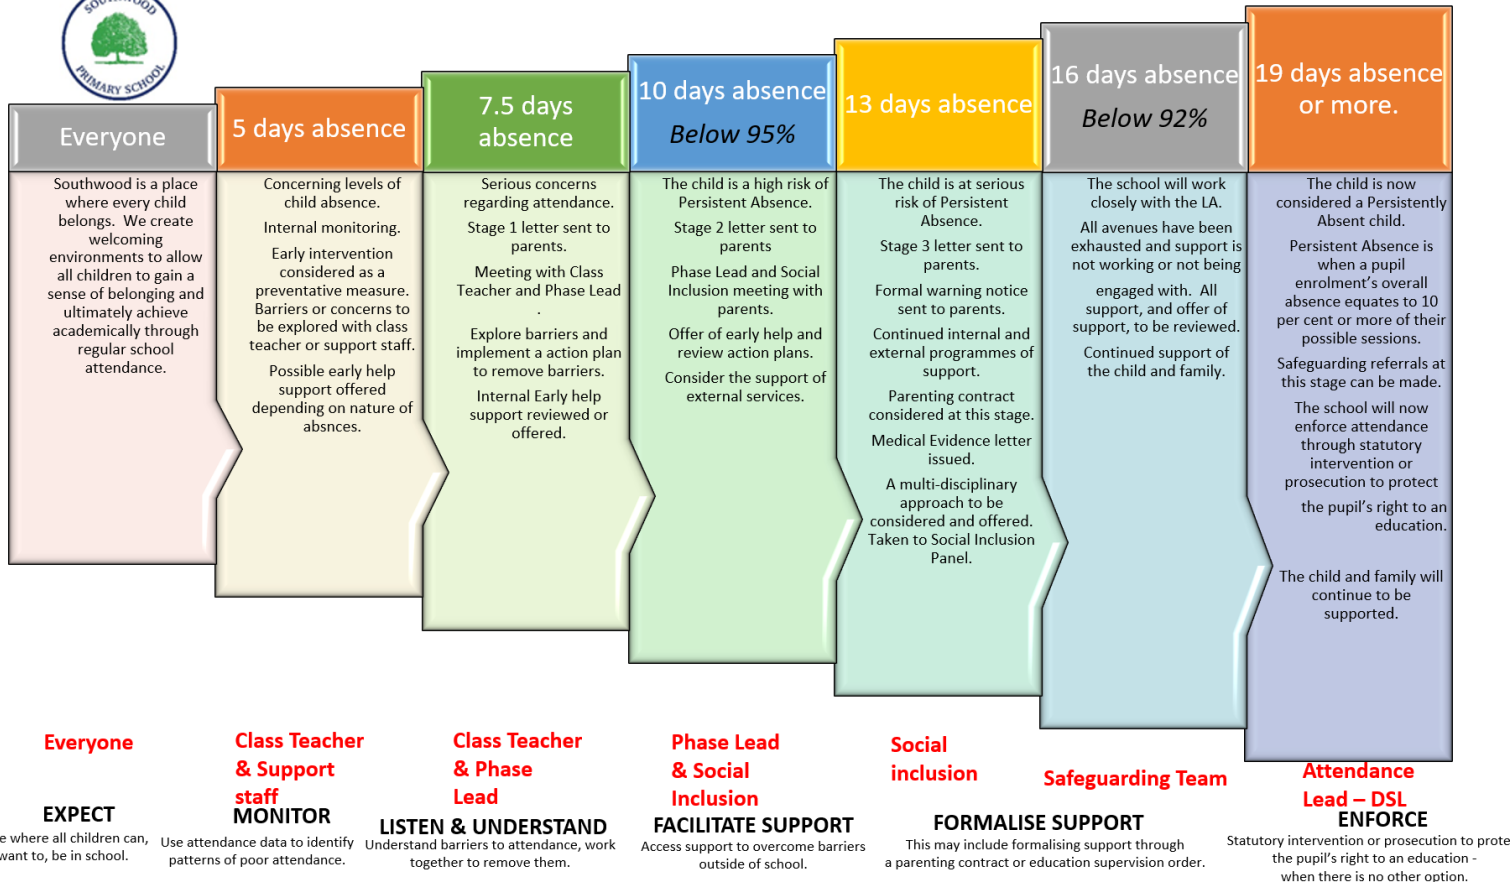 SOUTHWOOD
PRIMARY SCHOOL
Everyone
Southwood is a place
where every child
belongs.  We create
welcoming
environments to allow
all children to gain a
sense of belonging and
ultimately achieve
academically through
regular school
attendance.
5 days absence
Concerning levels of
child absence.
Internal monitoring.
Early intervention
considered as a
preventative measure.
Barriers or concerns to
be explored with class
teacher or support staff.
Possible early help
support offered
depending on nature of
absnces.
7.5 days
absence
Serious concerns
regarding attendance.
Stage 1 letter sent to
parents.
Meeting with Class
Teacher and Phase Lead
.
Explore barriers and
implement a action plan
to remove barriers.
Internal Early help
support reviewed or
offered.
10 days absence
Below 95%
The child is a high risk of
Persistent Absence.
Stage 2 letter sent to
parents
Phase Lead and Social
Inclusion meeting with
parents.
Offer of early help and
review action plans.
Consider the support of
external services.
13 days absence
The child is at serious
risk of Persistent
Absence.
Stage 3 letter sent to
parents.
Formal warning notice
sent to parents.
Continued internal and
external programmes of
support.
Parenting contract
considered at this stage.
Medical Evidence letter
issued.
A multi-disciplinary
approach to be
considered and offered.
Taken to Social Inclusion
Panel.
16 days absence
Below 92%
The school will work
closely with the LA.
All avenues have been
exhausted and support is
not working or not being
engaged with.  All
support, and offer of
support, to be reviewed.
Continued support of
the child and family.
19 days absence
or more.
The child is now
considered a Persistently
Absent child.
Persistent Absence is
when a pupil
enrolment's overall
absence equates to 10
per cent or more of their
possible sessions.
Safeguarding referrals at
this stage can be made.
The school will now
enforce attendance
through statutory
intervention or
prosecution to protect
the pupil's right to an
education.
The child and family will
continue to be
supported.
Everyone
EXPECT
e where all children can,
want to, be in school.
Class Teacher
& Support
staff
MONITOR
Use attendance data to identify
patterns of poor attendance.
Class Teacher
& Phase
Lead
LISTEN & UNDERSTAND
Understand barriers to attendance, work
together to remove them.
Phase Lead
& Social
Inclusion
FACILITATE SUPPORT
Access support to overcome barriers
outside of school.
Social
inclusion
Safeguarding Team
FORMALISE SUPPORT
This may include formalising support through
a parenting contract or education supervision order.
Attendance
Lead – DSL
ENFORCE
Statutory intervention or prosecution to prote
the pupil's right to an education -
when there is no other option.